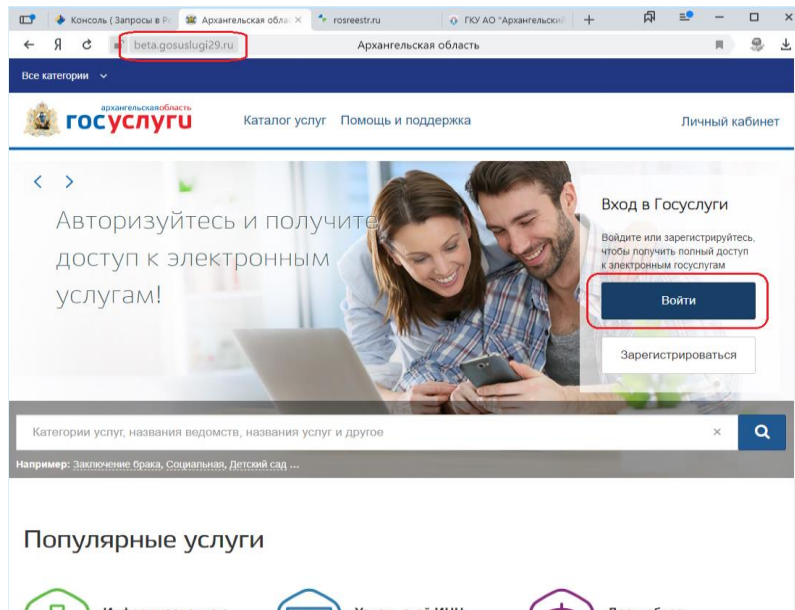 Консоль ( Запросы в Р
Архангельская обла
rosreestr.ru
ГКУ АО "Архангельский
Я
beta.gosuslugi29.ru
Архангельская область
Все категории
архангельскаяобласть
госуслуги
Каталог услуг
Помощь и поддержка
Личный кабинет
Авторизуйтесь и получите
доступ к электронным
услугам!
Вход в Госуслуги
Войдите или зарегистрируйтесь,
чтобы получить полный доступ
к электронным госуслугам
Войти
Зарегистрироваться
Категории услуг, названия ведомств, названия услуг и другое
Например: Заключение брака, Социальная, Детский сад ...
Популярные услуги